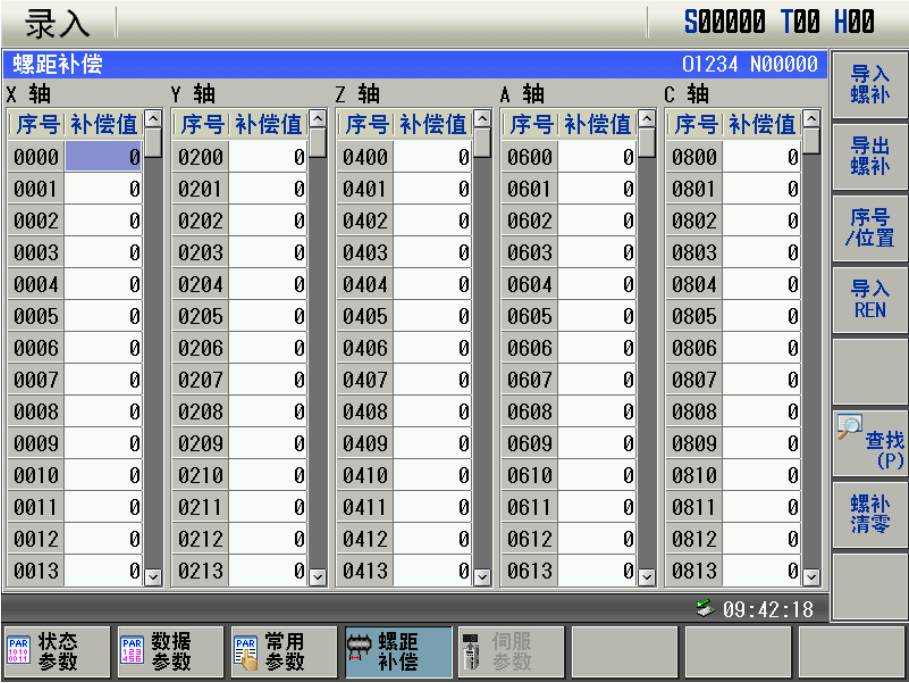 录入 S00000 T00 H00
螺距补偿 O1234 N00000
X 轴 Y 轴 Z 轴 A 轴 C 轴
序号 补偿值 序号 补偿值 序号 补偿值 序号 补偿值 序号 补偿值
0000 0 0200 0 0400 0 0600 0 0800 0
0001 0 0201 0 0401 0 0601 0 0801 0
0002 0 0202 0 0402 0 0602 0 0802 0
0003 0 0203 0 0403 0 0603 0 0803 0
0004 0 0204 0 0404 0 0604 0 0804 0
0005 0 0205 0 0405 0 0605 0 0805 0
0006 0 0206 0 0406 0 0606 0 0806 0
0007 0 0207 0 0407 0 0607 0 0807 0
0008 0 0208 0 0408 0 0608 0 0808 0
0009 0 0209 0 0409 0 0609 0 0809 0
0010 0 0210 0 0410 0 0610 0 0810 0
0011 0 0211 0 0411 0 0611 0 0811 0
0012 0 0212 0 0412 0 0612 0 0812 0
0013 0 0213 0 0413 0 0613 0 0813 0
导入
螺补
导出
螺补
序号
/位置
导入
REN
查找
(P)
螺补
清零
09:42:18
PAR 1010 0011 状态
参数
PAR 123 456 数据
参数
PAR 常用
参数
螺距
补偿
伺服
参数